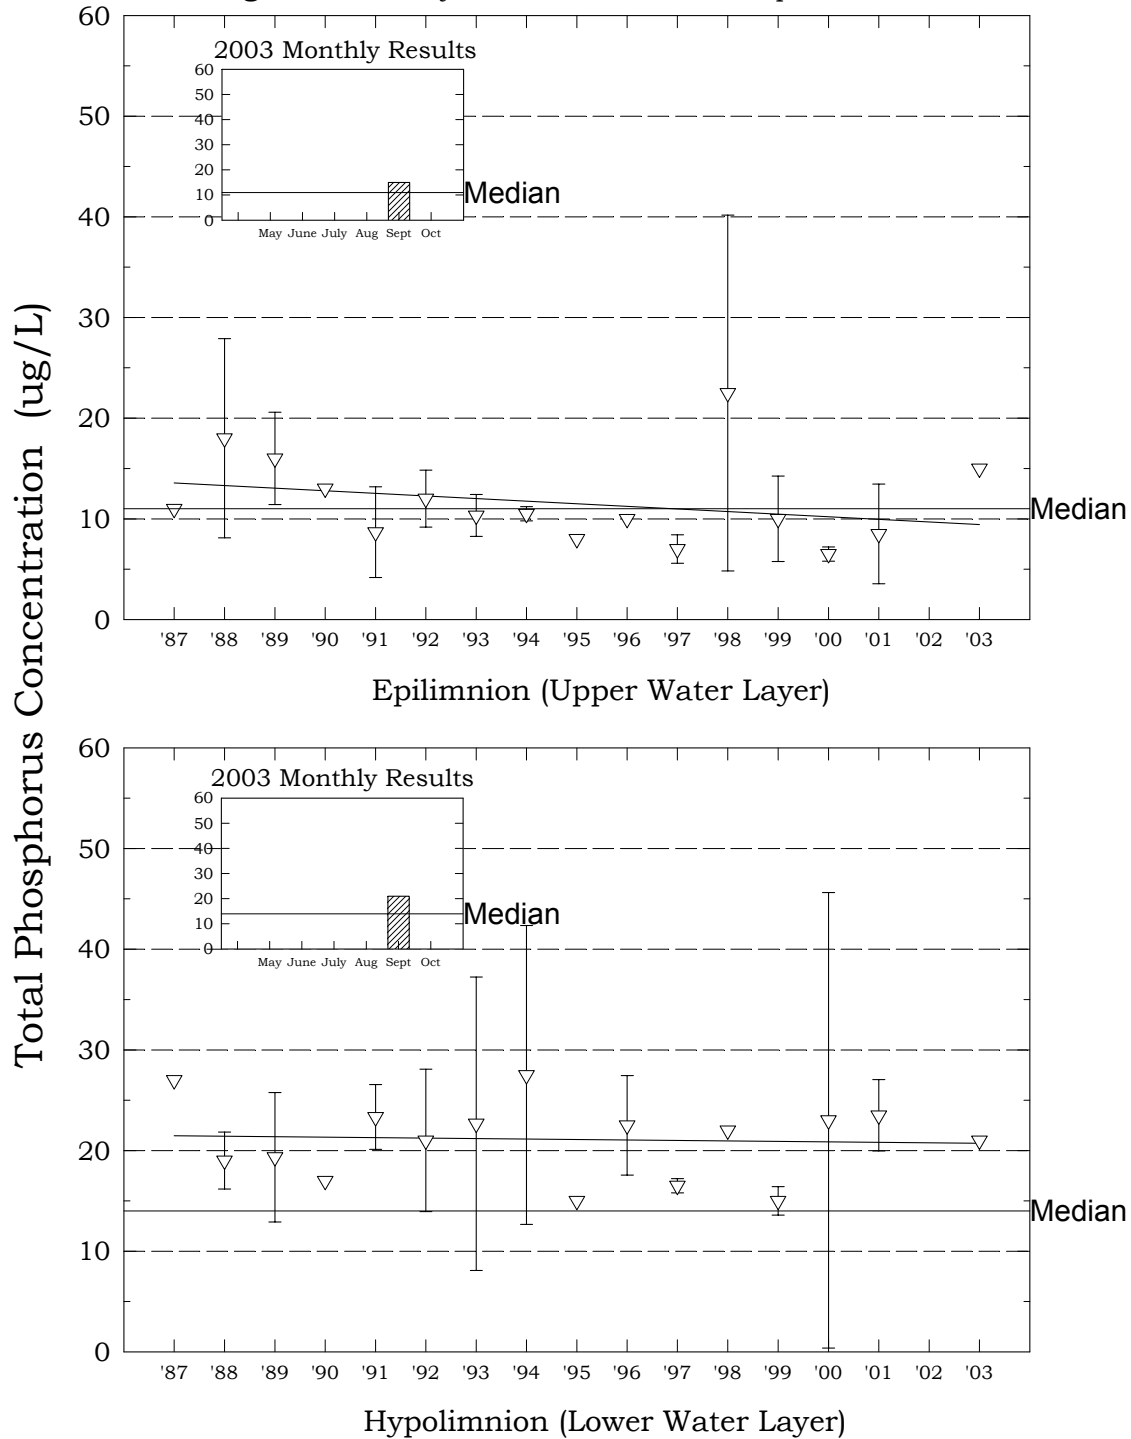 60
2003 Monthly Results
60
50
40
30
20
10
0
Median
May June July Aug Sept Oct
50
40
30
20
10
0
Median
'87 '88 '89 '90 '91 '92 '93 '94 '95 '96 '97 '98 '99 '00 '01 '02 '03
Epilimnion (Upper Water Layer)
Total Phosphorus Concentration (ug/L)
60
2003 Monthly Results
60
50
40
30
20
10
0
Median
May June July Aug Sept Oct
50
40
30
20
10
0
Median
'87 '88 '89 '90 '91 '92 '93 '94 '95 '96 '97 '98 '99 '00 '01 '02 '03
Hypolimnion (Lower Water Layer)